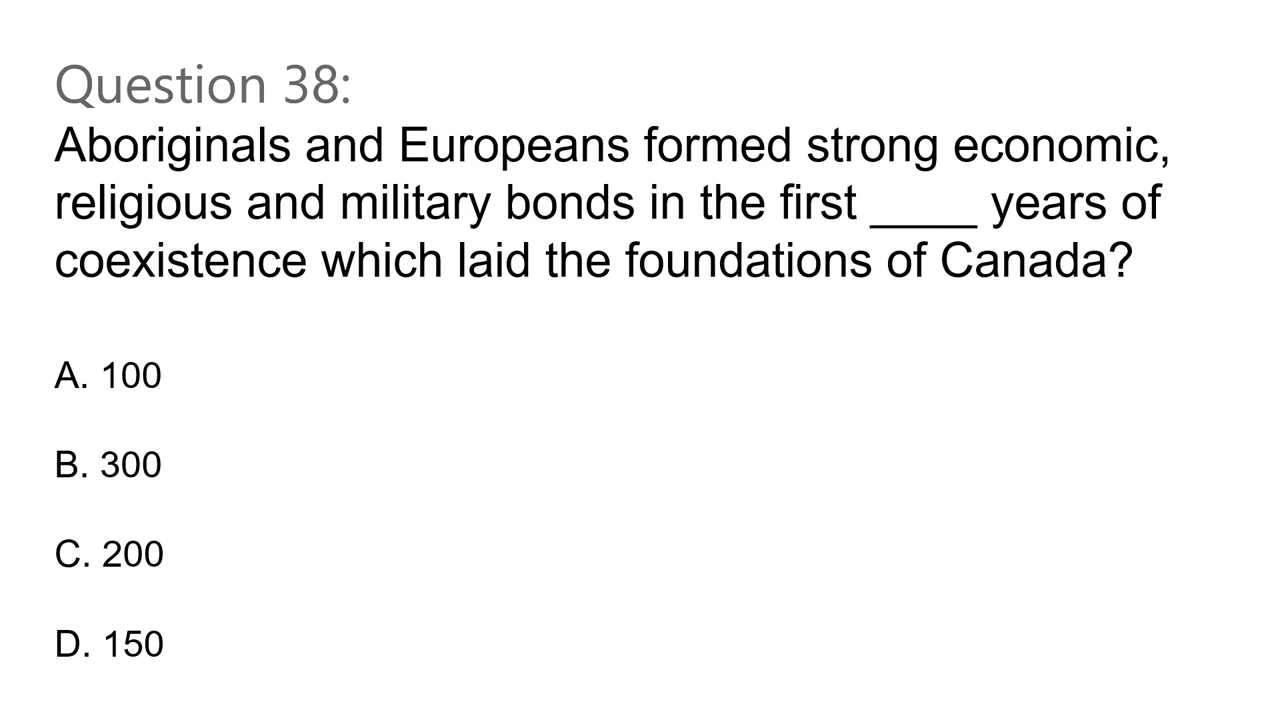 Question 38:
Aboriginals and Europeans formed strong economic,
religious and military bonds in the first ____ years of
coexistence which laid the foundations of Canada?
A. 100
B. 300
C. 200
D. 150